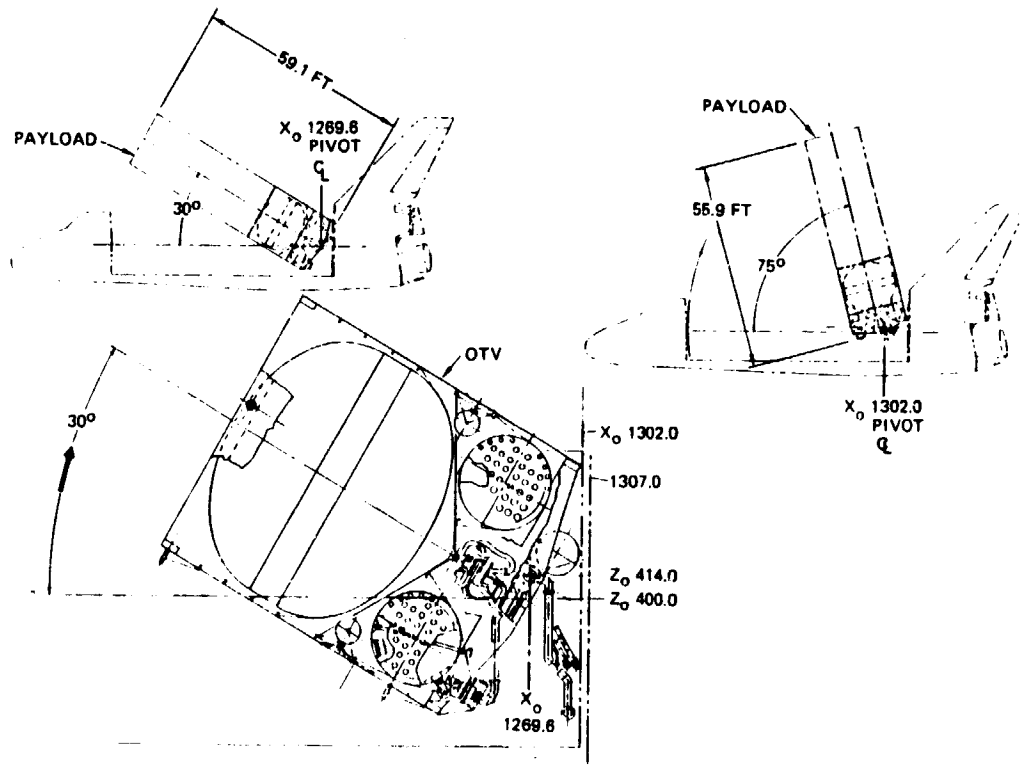 59.1 FT
PAYLOAD
X₀ 1269.6
PIVOT
℄
30°
PAYLOAD
55.9 FT
75°
X₀ 1302.0
PIVOT
℄
OTV
30°
X₀ 1302.0
1307.0
Z₀ 414.0
Z₀ 400.0
X₀
1269.6